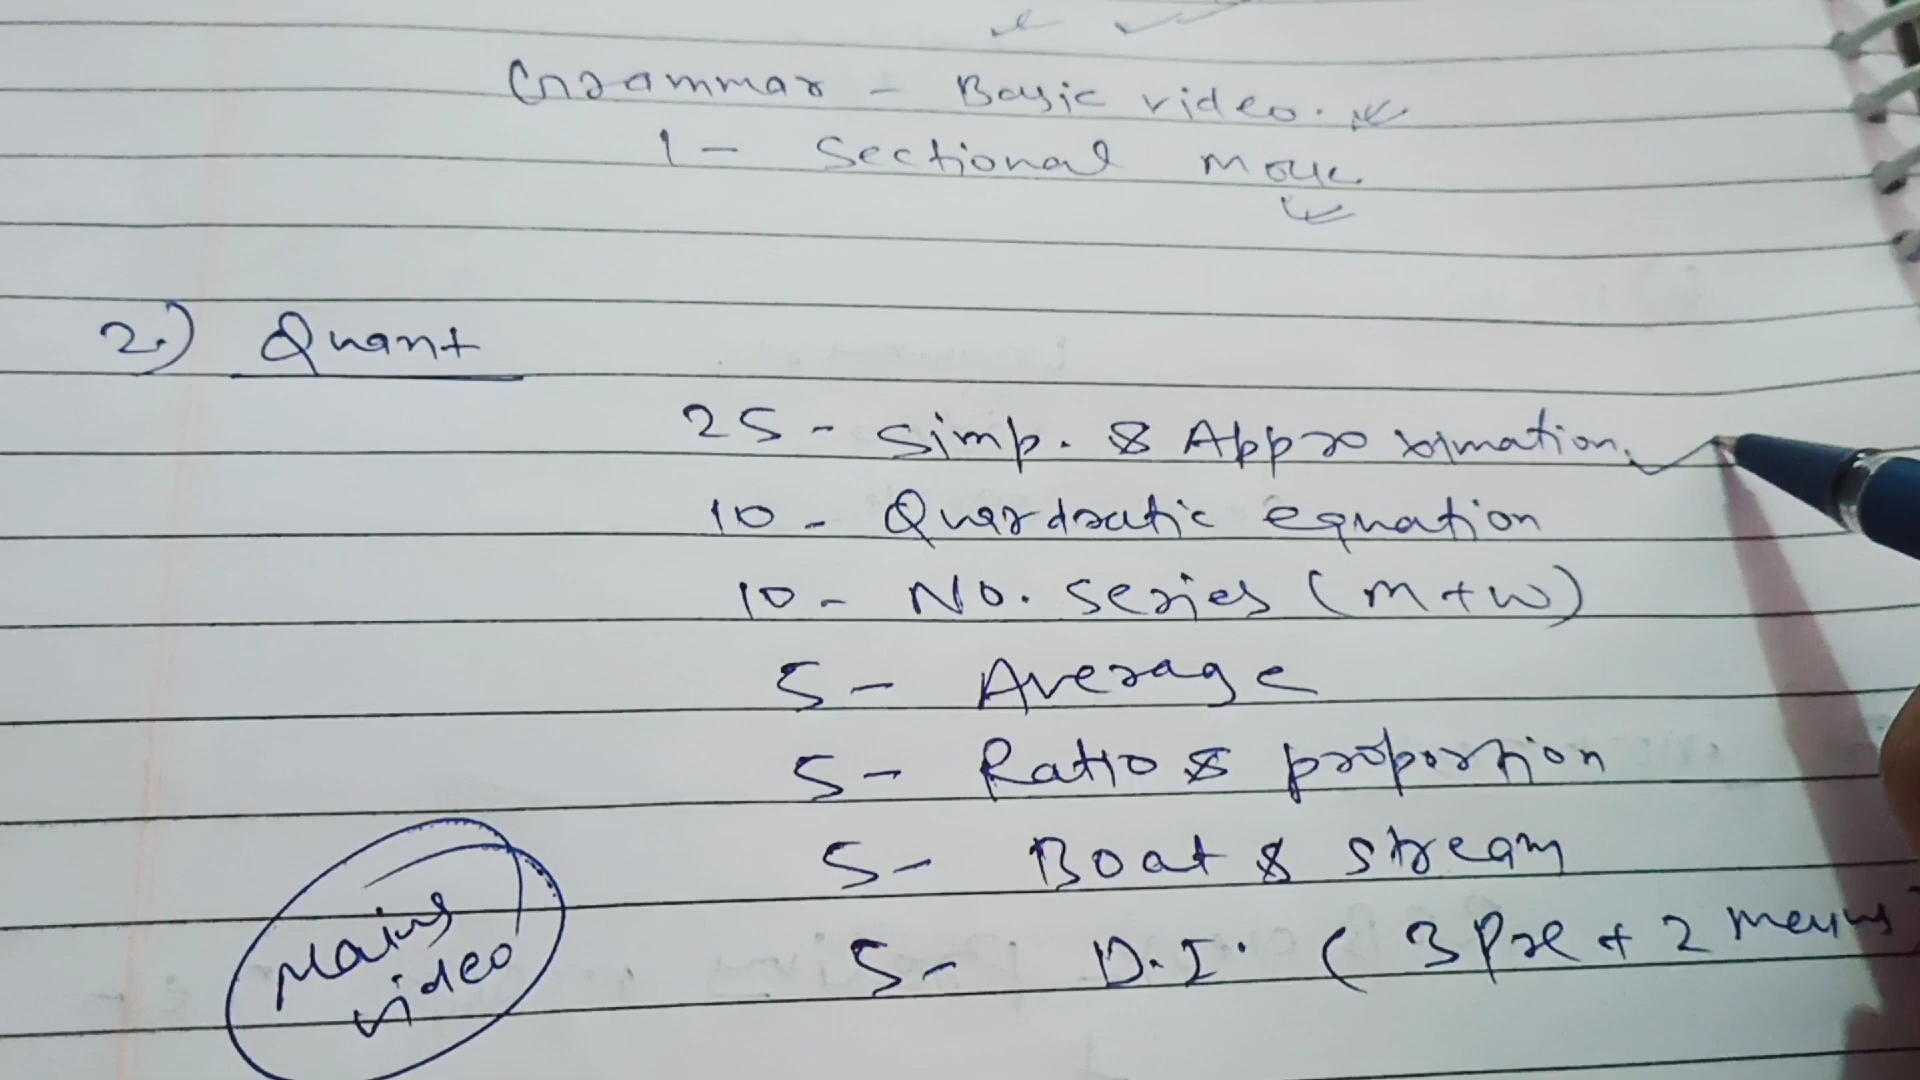 Grammar - Basic video.
1 - Sectional Mock
2.) Quant
25 - Simp. & Approximation.
10 - Quardratic equation
10 - No. series (M+W)
5 - Average
5 - Ratio & proportion
5 - Boat & stream
5 - D.I. ( 3 Pre + 2 Mains
Mains
video